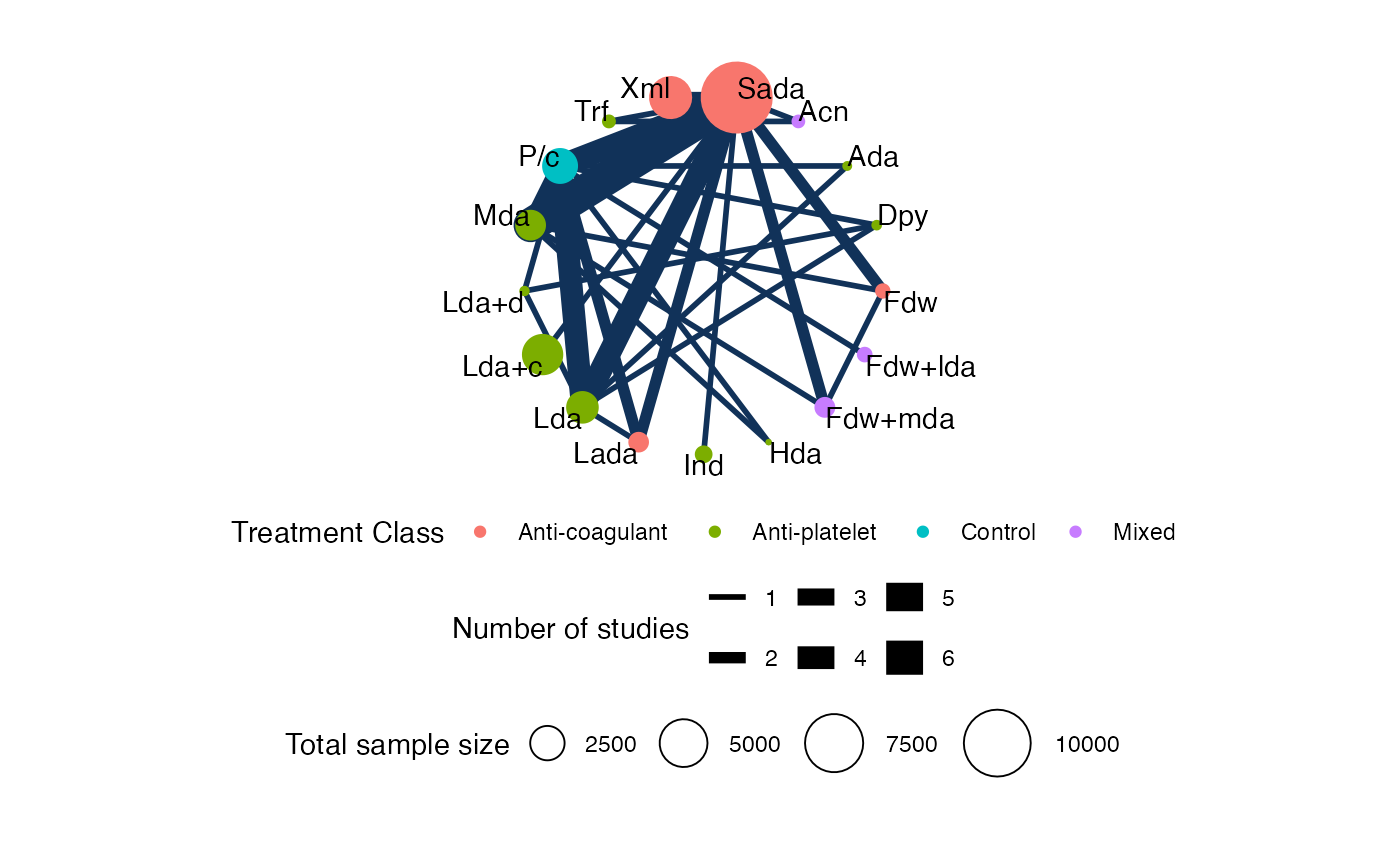 Xml Sada
Trf Acn
P/c Ada
Mda Dpy
Lda+d Fdw
Lda+c Fdw+lda
Lda Fdw+mda
Lada Ind Hda
Treatment Class Anti-coagulant Anti-platelet Control Mixed
Number of studies
1 3 5
2 4 6
Total sample size 2500 5000 7500 10000